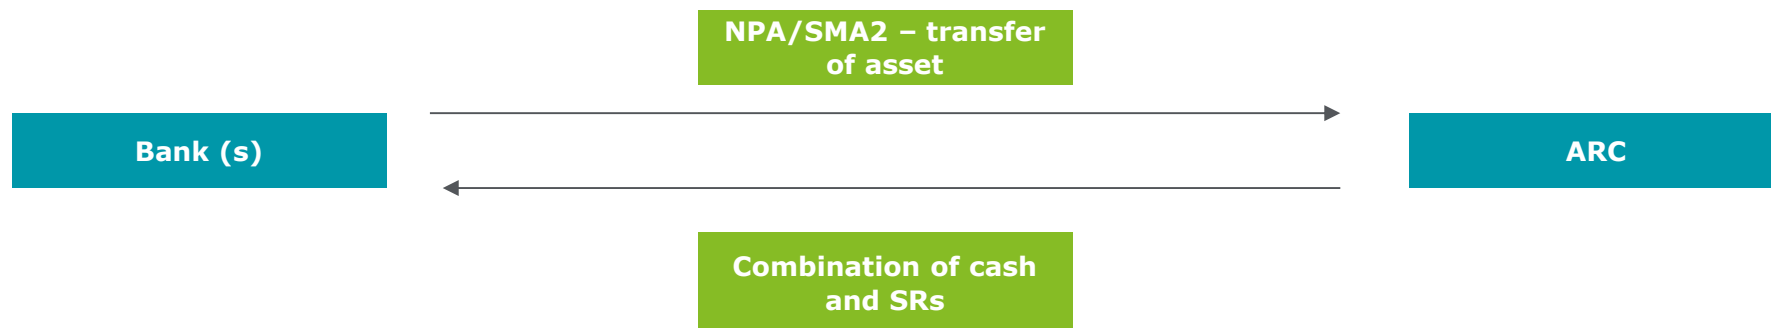 NPA/SMA2 – transfer
of asset
Bank (s)
ARC
Combination of cash
and SRs